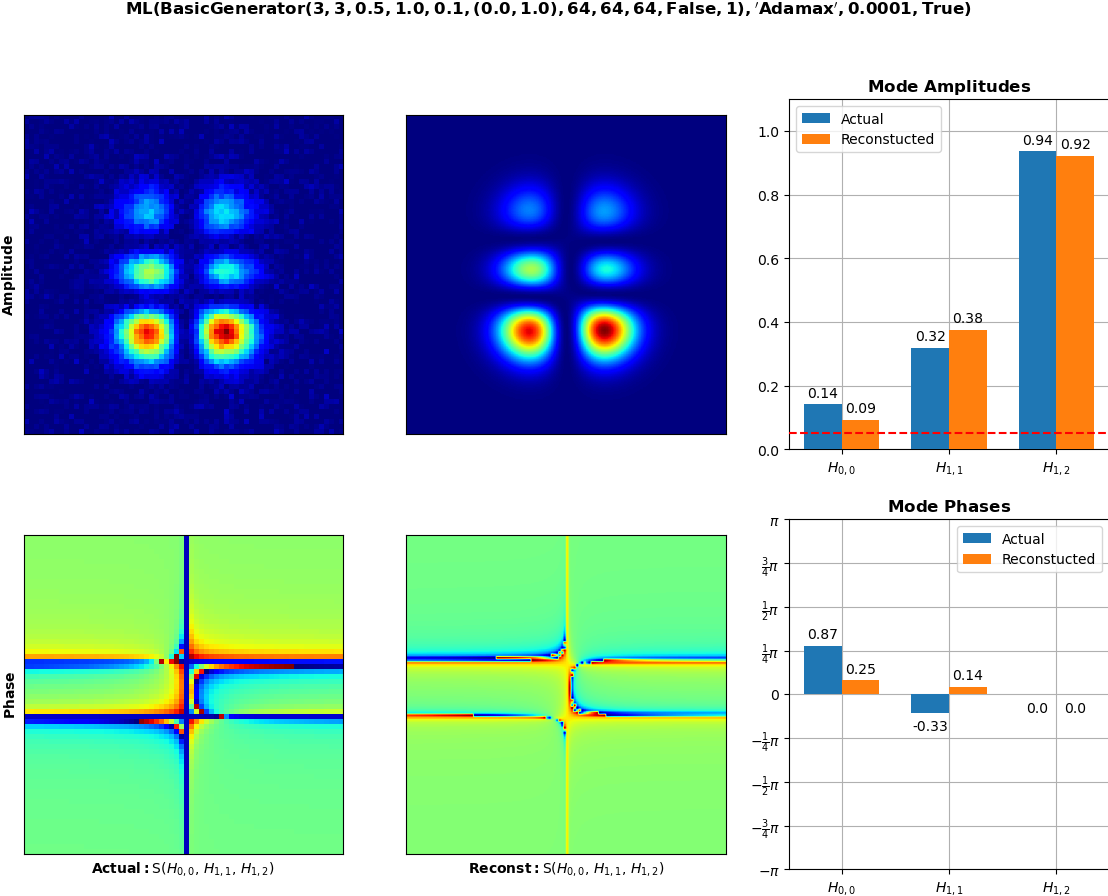 ML(BasicGenerator(3, 3, 0.5, 1.0, 0.1, (0.0, 1.0), 64, 64, 64, False, 1), ′Adamax′, 0.0001, True)
Amplitude
Mode Amplitudes
Actual
Reconstucted
1.0
0.8
0.6
0.4
0.2
0.0
0.14
0.09
0.32
0.38
0.94
0.92
H0,0
H1,1
H1,2
Phase
Actual: S(H0,0, H1,1, H1,2)
Reconst: S(H0,0, H1,1, H1,2)
Mode Phases
Actual
Reconstucted
π
3/4π
1/2π
1/4π
0
−1/4π
−1/2π
−3/4π
−π
0.87
0.25
-0.33
0.14
0.0
0.0
H0,0
H1,1
H1,2